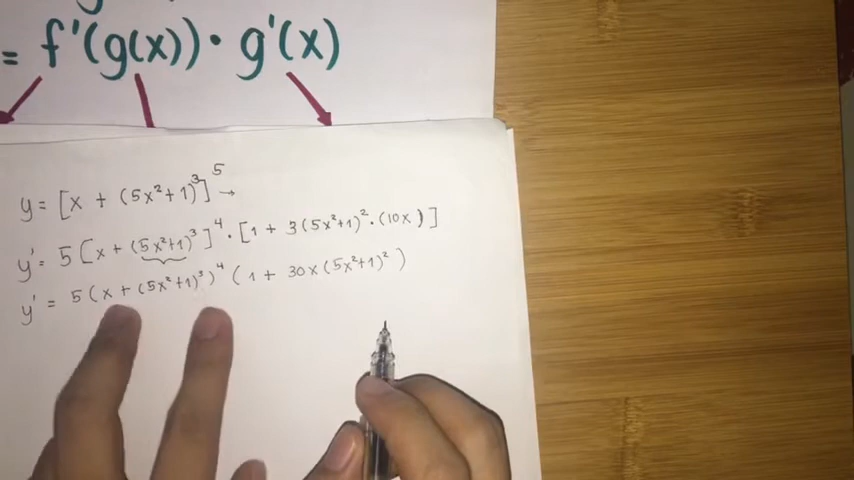 = f'(g(x)) · g'(x)
y = [x + (5x²+1)³]⁵ →
y' = 5[x + (5x²+1)³]⁴ · [1 + 3(5x²+1)² · (10x)]
y' = 5(x + (5x²+1)³)⁴ (1 + 30x(5x²+1)²)